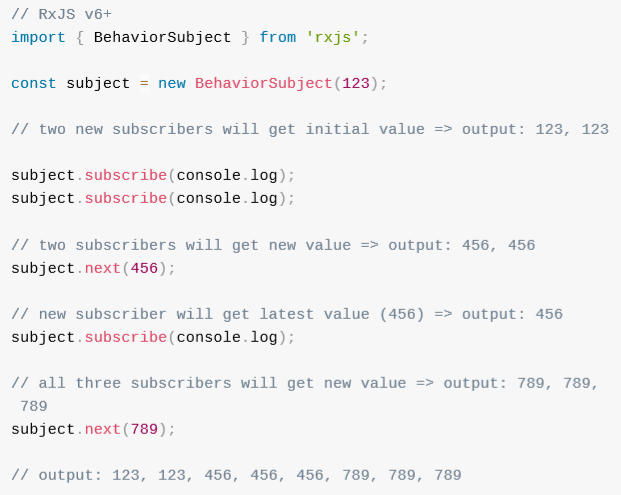 // RxJS v6+
import { BehaviorSubject } from 'rxjs';
const subject = new BehaviorSubject(123);
// two new subscribers will get initial value => output: 123, 123
subject.subscribe(console.log);
subject.subscribe(console.log);
// two subscribers will get new value => output: 456, 456
subject.next(456);
// new subscriber will get latest value (456) => output: 456
subject.subscribe(console.log);
// all three subscribers will get new value => output: 789, 789,
789
subject.next(789);
// output: 123, 123, 456, 456, 456, 789, 789, 789